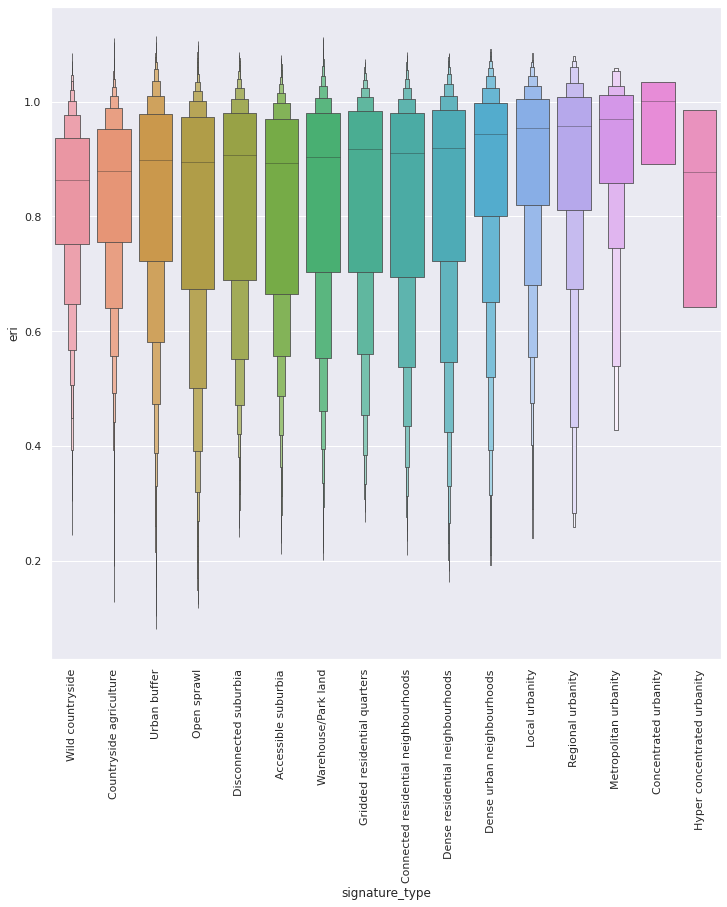 1.0
0.8
0.6
0.4
0.2
eri
Wild countryside
Countryside agriculture
Urban buffer
Open sprawl
Disconnected suburbia
Accessible suburbia
Warehouse/Park land
Gridded residential quarters
Connected residential neighbourhoods
Dense residential neighbourhoods
Dense urban neighbourhoods
Local urbanity
Regional urbanity
Metropolitan urbanity
Concentrated urbanity
Hyper concentrated urbanity
signature_type